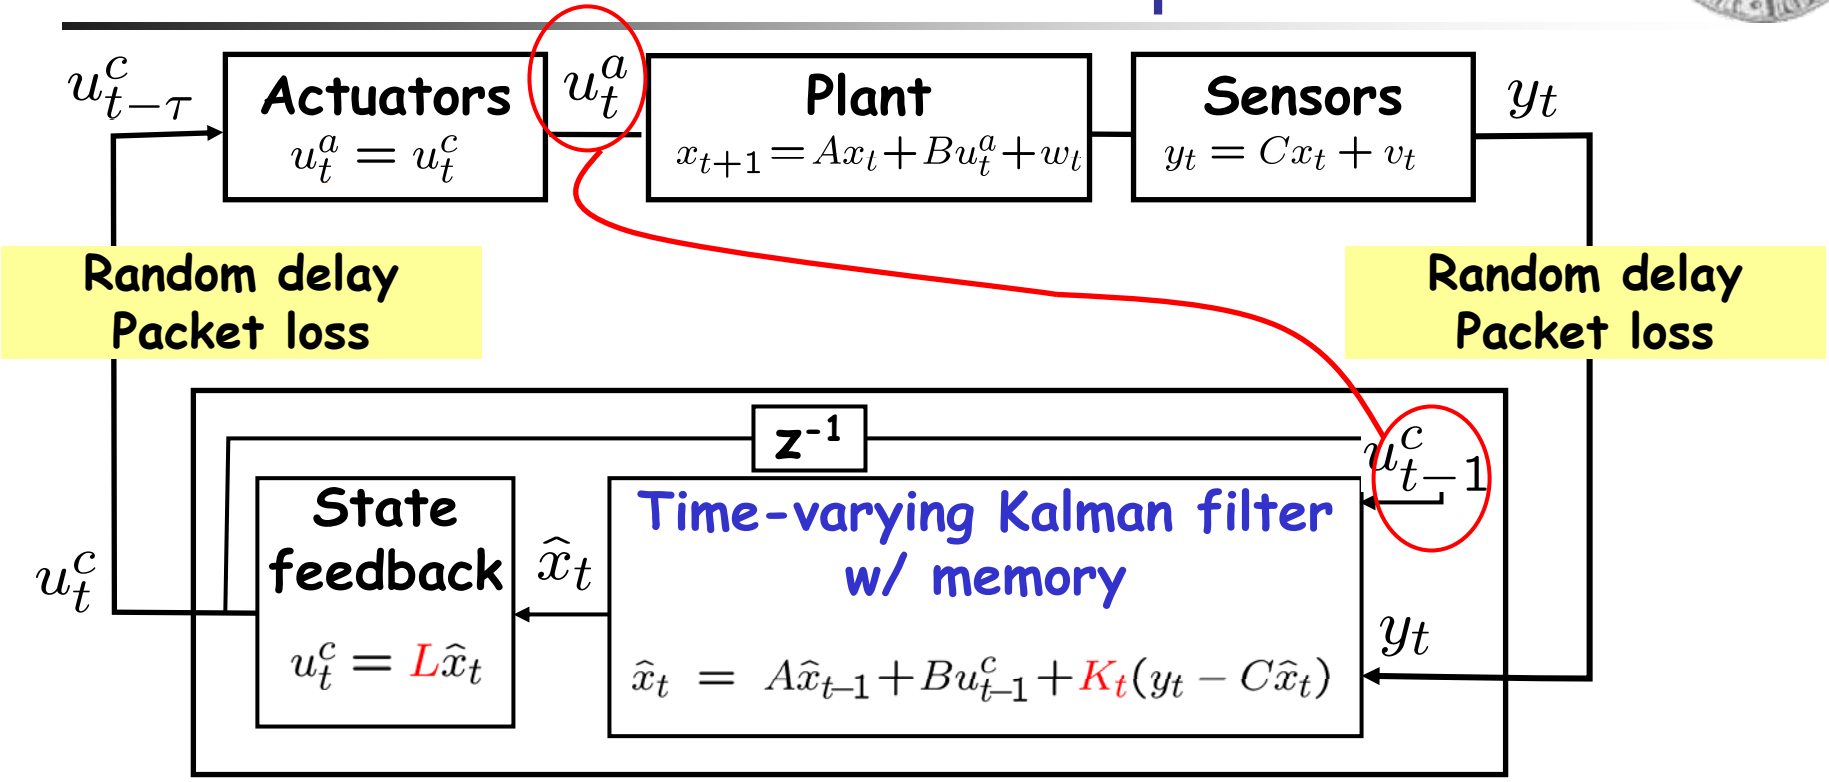 u^c_{t-τ}
Actuators
u^a_t = u^c_t
u^a_t
Plant
x_{t+1} = Ax_t + Bu^a_t + w_t
Sensors
y_t = Cx_t + v_t
y_t
Random delay
Packet loss
Random delay
Packet loss
z^{-1}
u^c_{t-1}
State
feedback
u^c_t = Lx̂_t
u^c_t
x̂_t
Time-varying Kalman filter
w/ memory
x̂_t = Ax̂_{t-1} + Bu^c_{t-1} + K_t(y_t - Cx̂_t)
y_t